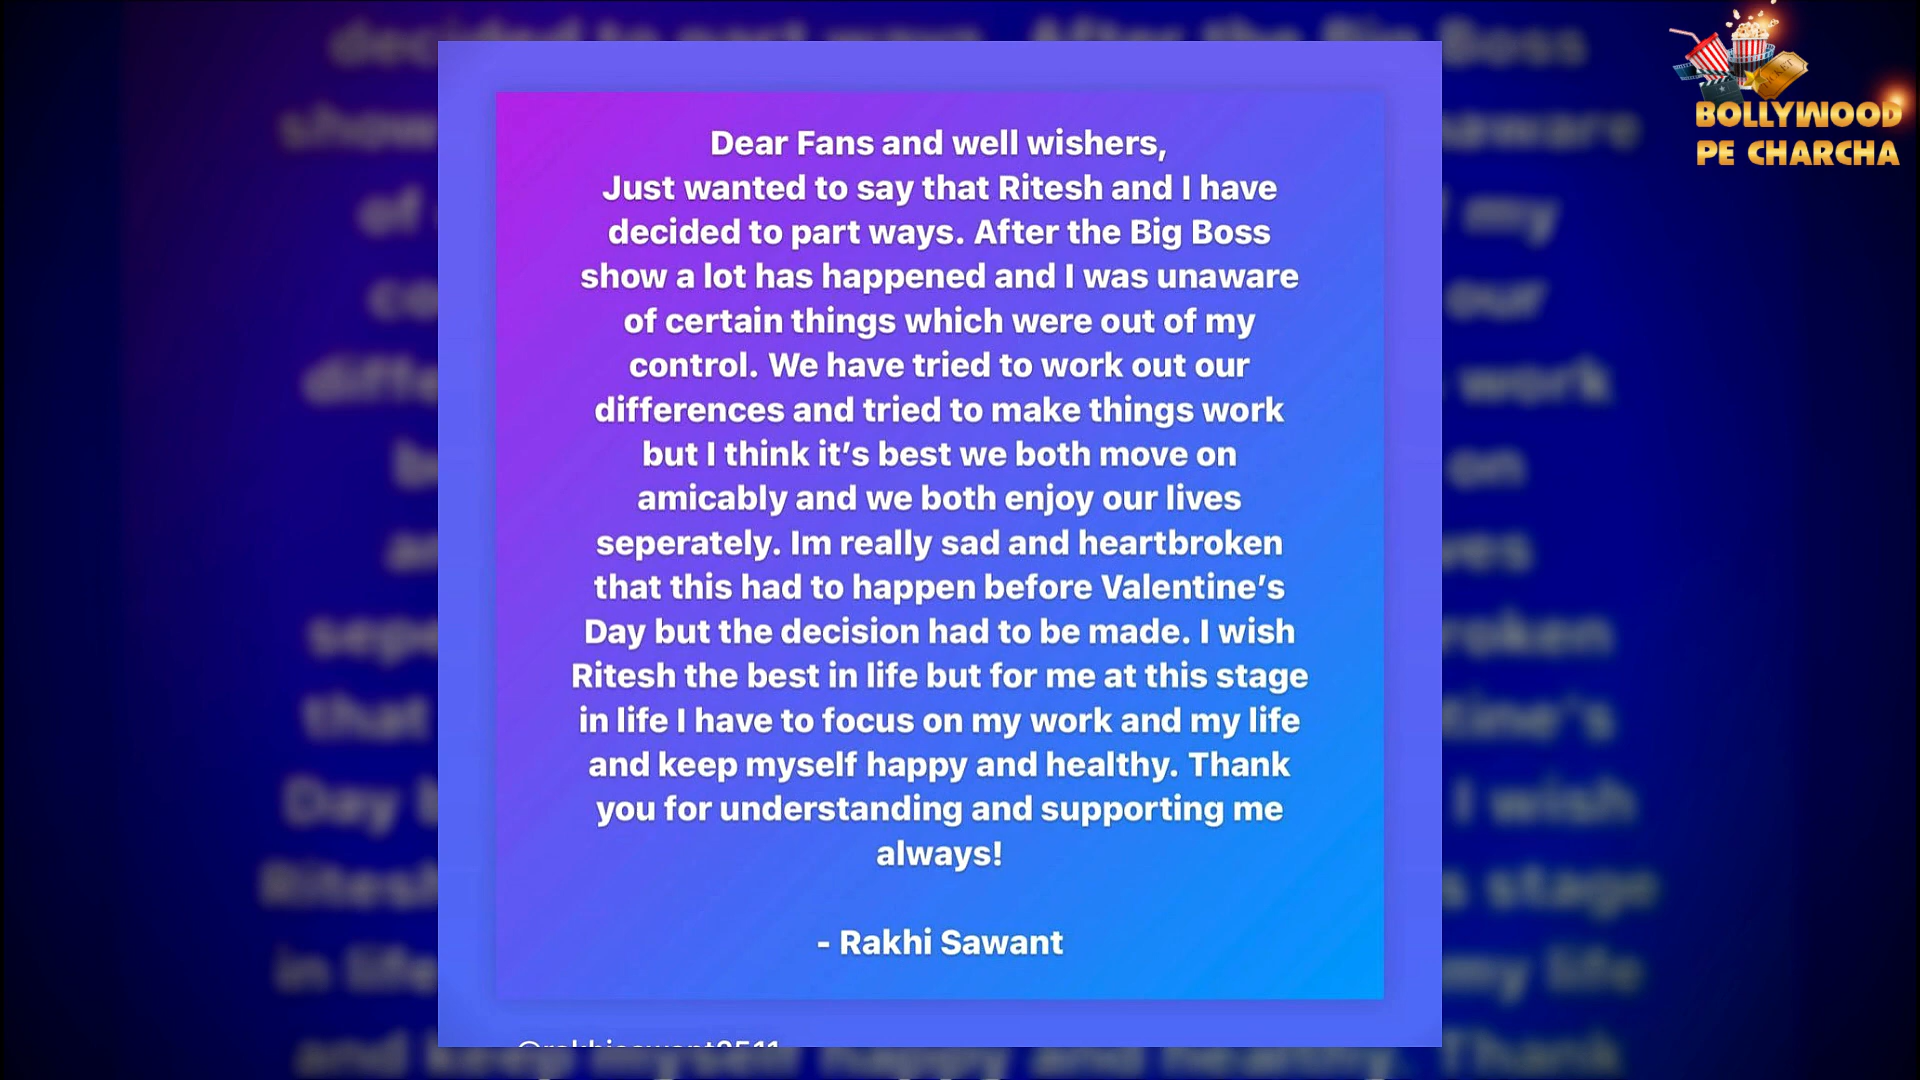 Dear Fans and well wishers,
Just wanted to say that Ritesh and I have
decided to part ways. After the Big Boss
show a lot has happened and I was unaware
of certain things which were out of my
control. We have tried to work out our
differences and tried to make things work
but I think it’s best we both move on
amicably and we both enjoy our lives
seperately. Im really sad and heartbroken
that this had to happen before Valentine’s
Day but the decision had to be made. I wish
Ritesh the best in life but for me at this stage
in life I have to focus on my work and my life
and keep myself happy and healthy. Thank
you for understanding and supporting me
always!
- Rakhi Sawant
@rakhisawant2511
BOLLYWOOD
PE CHARCHA
TICKET